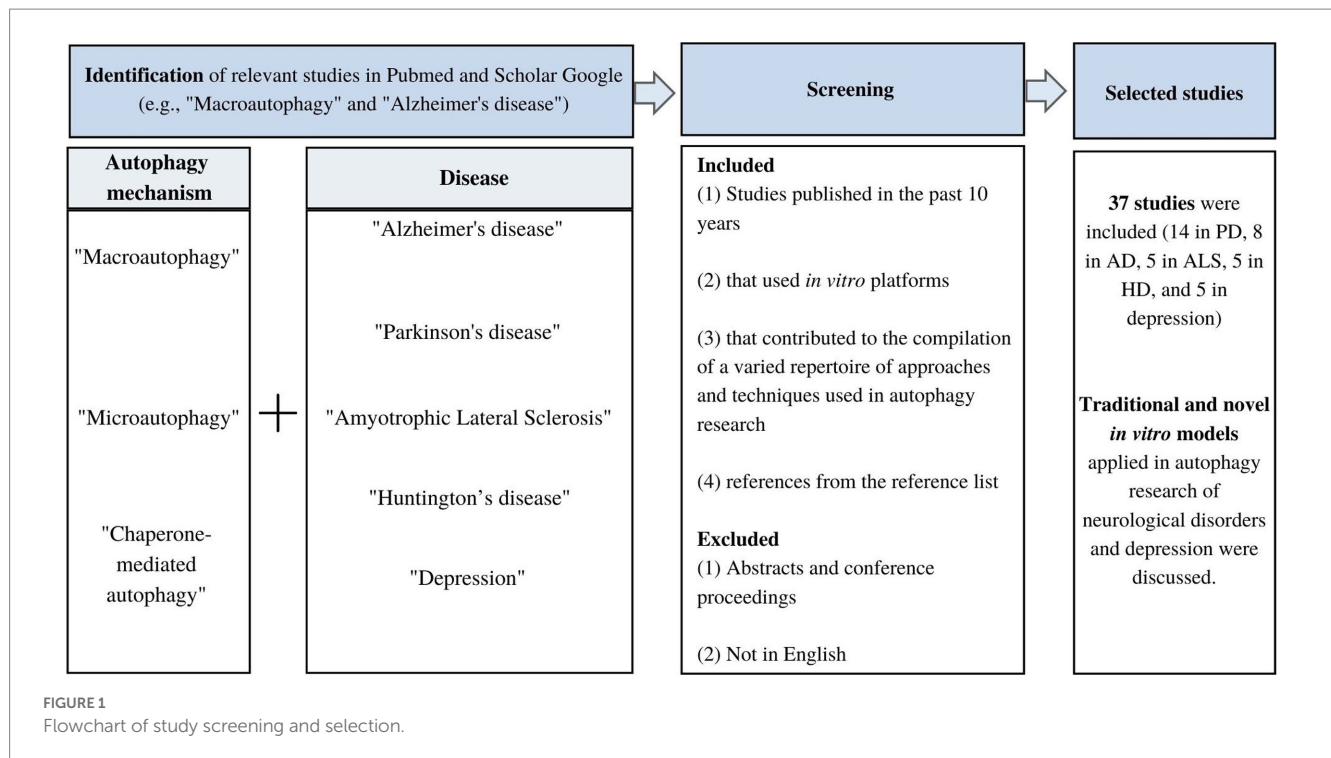 Identification of relevant studies in Pubmed and Scholar Google
(e.g., "Macroautophagy" and "Alzheimer's disease")
Autophagy
mechanism
"Macroautophagy"
"Microautophagy"
"Chaperone-
mediated
autophagy"
+
Disease
"Alzheimer's disease"
"Parkinson's disease"
"Amyotrophic Lateral Sclerosis"
"Huntington’s disease"
"Depression"
Screening
Included
(1) Studies published in the past 10
years
(2) that used in vitro platforms
(3) that contributed to the compilation
of a varied repertoire of approaches
and techniques used in autophagy
research
(4) references from the reference list
Excluded
(1) Abstracts and conference
proceedings
(2) Not in English
Selected studies
37 studies were
included (14 in PD, 8
in AD, 5 in ALS, 5 in
HD, and 5 in
depression)
Traditional and novel
in vitro models
applied in autophagy
research of
neurological disorders
and depression were
discussed.
FIGURE 1
Flowchart of study screening and selection.